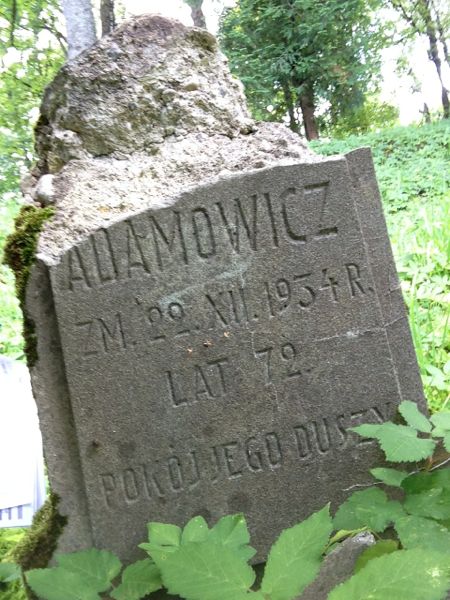 ADAMOWICZ
ZM. 22. XII. 1934 R.
LAT 72.
POKÓJ JEGO DUSZY